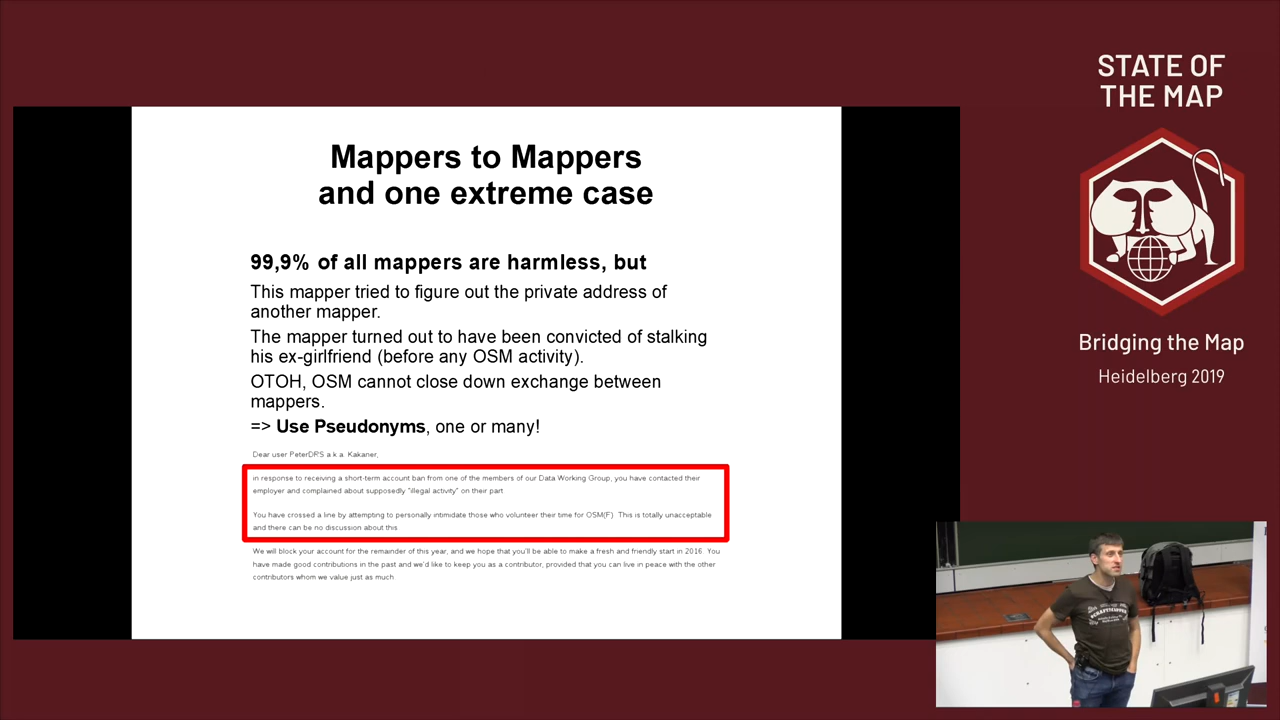 Mappers to Mappers
and one extreme case
99,9% of all mappers are harmless, but
This mapper tried to figure out the private address of
another mapper.
The mapper turned out to have been convicted of stalking
his ex-girlfriend (before any OSM activity).
OTOH, OSM cannot close down exchange between
mappers.
=> Use Pseudonyms, one or many!
Dear user PeterDRS a.k.a. Kakaner,
in response to receiving a short-term account ban from one of the members of our Data Working Group, you have contacted their
employer and complained about supposedly "illegal activity" on their part
You have crossed a line by attempting to personally intimidate those who volunteer their time for OSM(F). This is totally unacceptable
and there can be no discussion about this
We will block your account for the remainder of this year, and we hope that you'll be able to make a fresh and friendly start in 2016. You
have made good contributions in the past and we'd like to keep you as a contributor, provided that you can live in peace with the other
contributors whom we value just as much
STATE OF
THE MAP
Bridging the Map
Heidelberg 2019